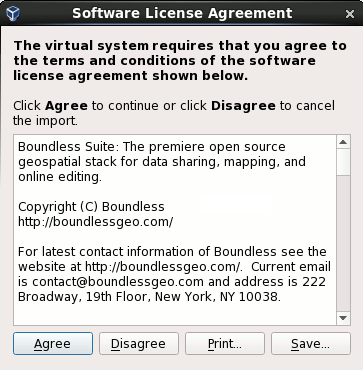 Software License Agreement
The virtual system requires that you agree to
the terms and conditions of the software
license agreement shown below.
Click Agree to continue or click Disagree to cancel
the import.
Boundless Suite: The premiere open source
geospatial stack for data sharing, mapping, and
online editing.
Copyright (C) Boundless
http://boundlessgeo.com/
For latest contact information of Boundless see the
website at http://boundlessgeo.com/.  Current email
is contact@boundlessgeo.com and address is 222
Broadway, 19th Floor, New York, NY 10038.
Agree Disagree Print... Save...